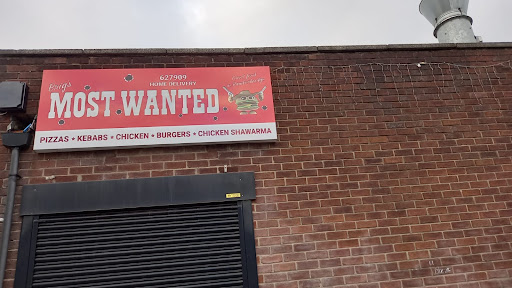 627909
HOME DELIVERY
MOST WANTED
PIZZAS * KEBABS * CHICKEN * BURGERS * CHICKEN SHAWARMA